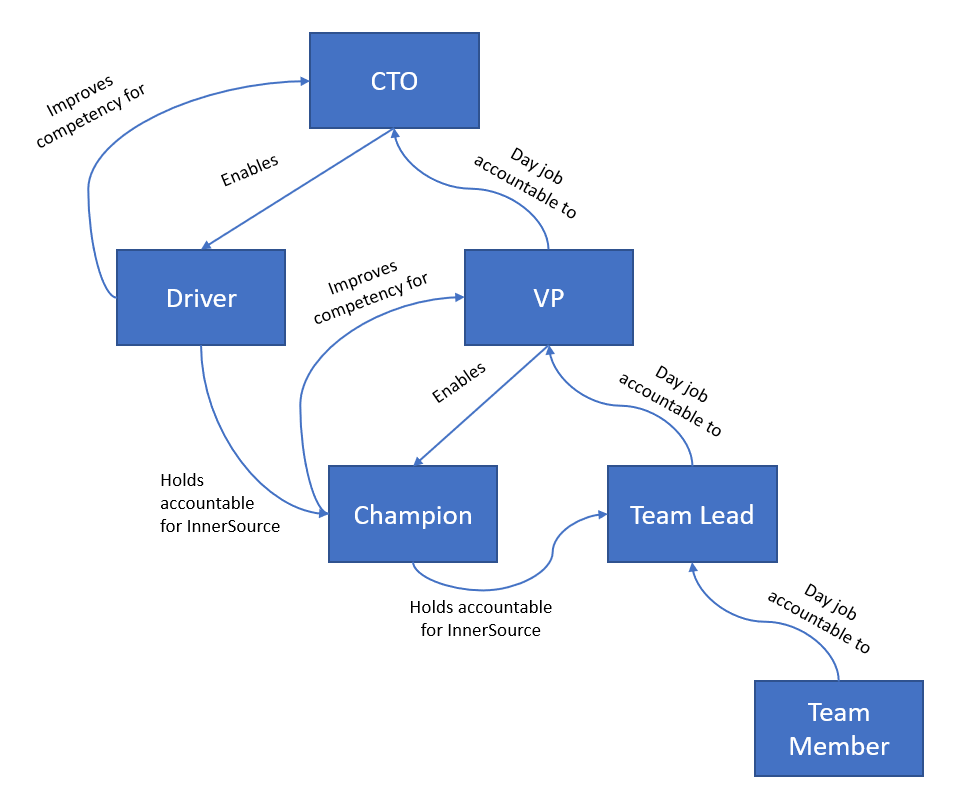 CTO
Improves
competency for
Enables
Day job
accountable to
Driver
Improves
competency for
VP
Enables
Day job
accountable to
Holds
accountable
for InnerSource
Champion
Team Lead
Holds accountable
for InnerSource
Day job
accountable to
Team
Member